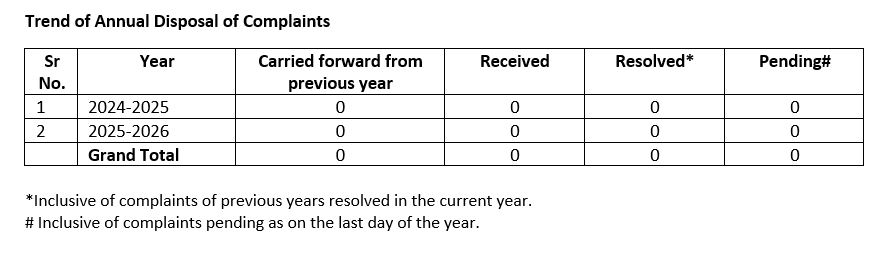 Trend of Annual Disposal of Complaints
Sr No. Year Carried forward from previous year Received Resolved* Pending#
1 2024-2025 0 0 0 0
2 2025-2026 0 0 0 0
Grand Total 0 0 0 0
*Inclusive of complaints of previous years resolved in the current year.
# Inclusive of complaints pending as on the last day of the year.